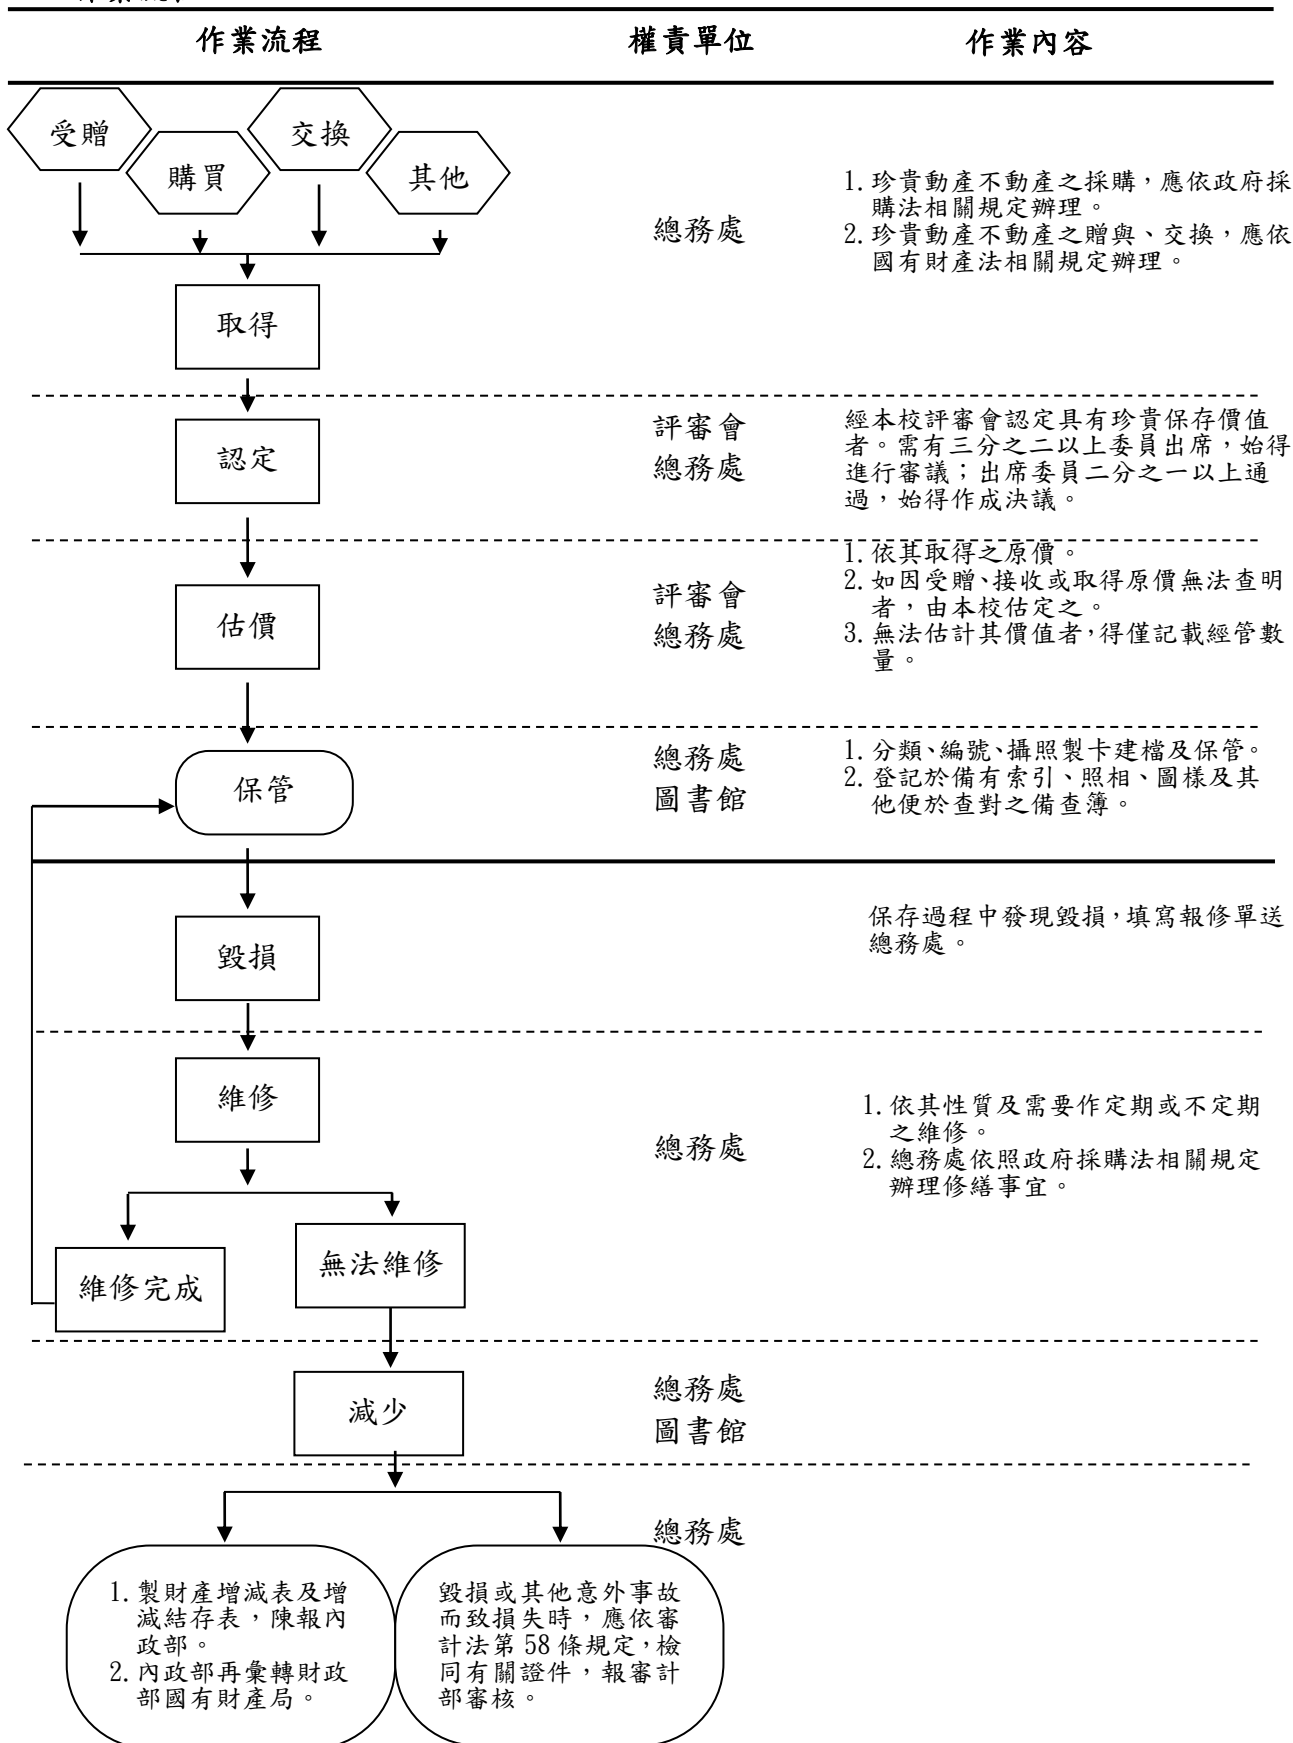 作業流程 權責單位 作業內容
受贈 交換
購買 其他
總務處
1. 珍貴動產不動產之採購，應依政府採
購法相關規定辦理。
2. 珍貴動產不動產之贈與、交換，應依
國有財產法相關規定辦理。
取得
認定
評審會
總務處
經本校評審會認定具有珍貴保存價值
者。需有三分之二以上委員出席，始得
進行審議；出席委員二分之一以上通
過，始得作成決議。
估價
評審會
總務處
1. 依其取得之原價。
2. 如因受贈、接收或取得原價無法查明
者，由本校估定之。
3. 無法估計其價值者，得僅記載經管數
量。
保管
總務處
圖書館
1. 分類、編號、攝照製卡建檔及保管。
2. 登記於備有索引、照相、圖樣及其
他便於查對之備查簿。
毀損
保存過程中發現毀損，填寫報修單送
總務處。
維修
總務處
1. 依其性質及需要作定期或不定期
之維修。
2. 總務處依照政府採購法相關規定
辦理修繕事宜。
無法維修
維修完成
減少
總務處
圖書館
總務處
1. 製財產增減表及增
減結存表，陳報內
政部。
2. 內政部再彙轉財政
部國有財產局。
毀損或其他意外事故
而致損失時，應依審
計法第 58 條規定，檢
同有關證件，報審計
部審核。